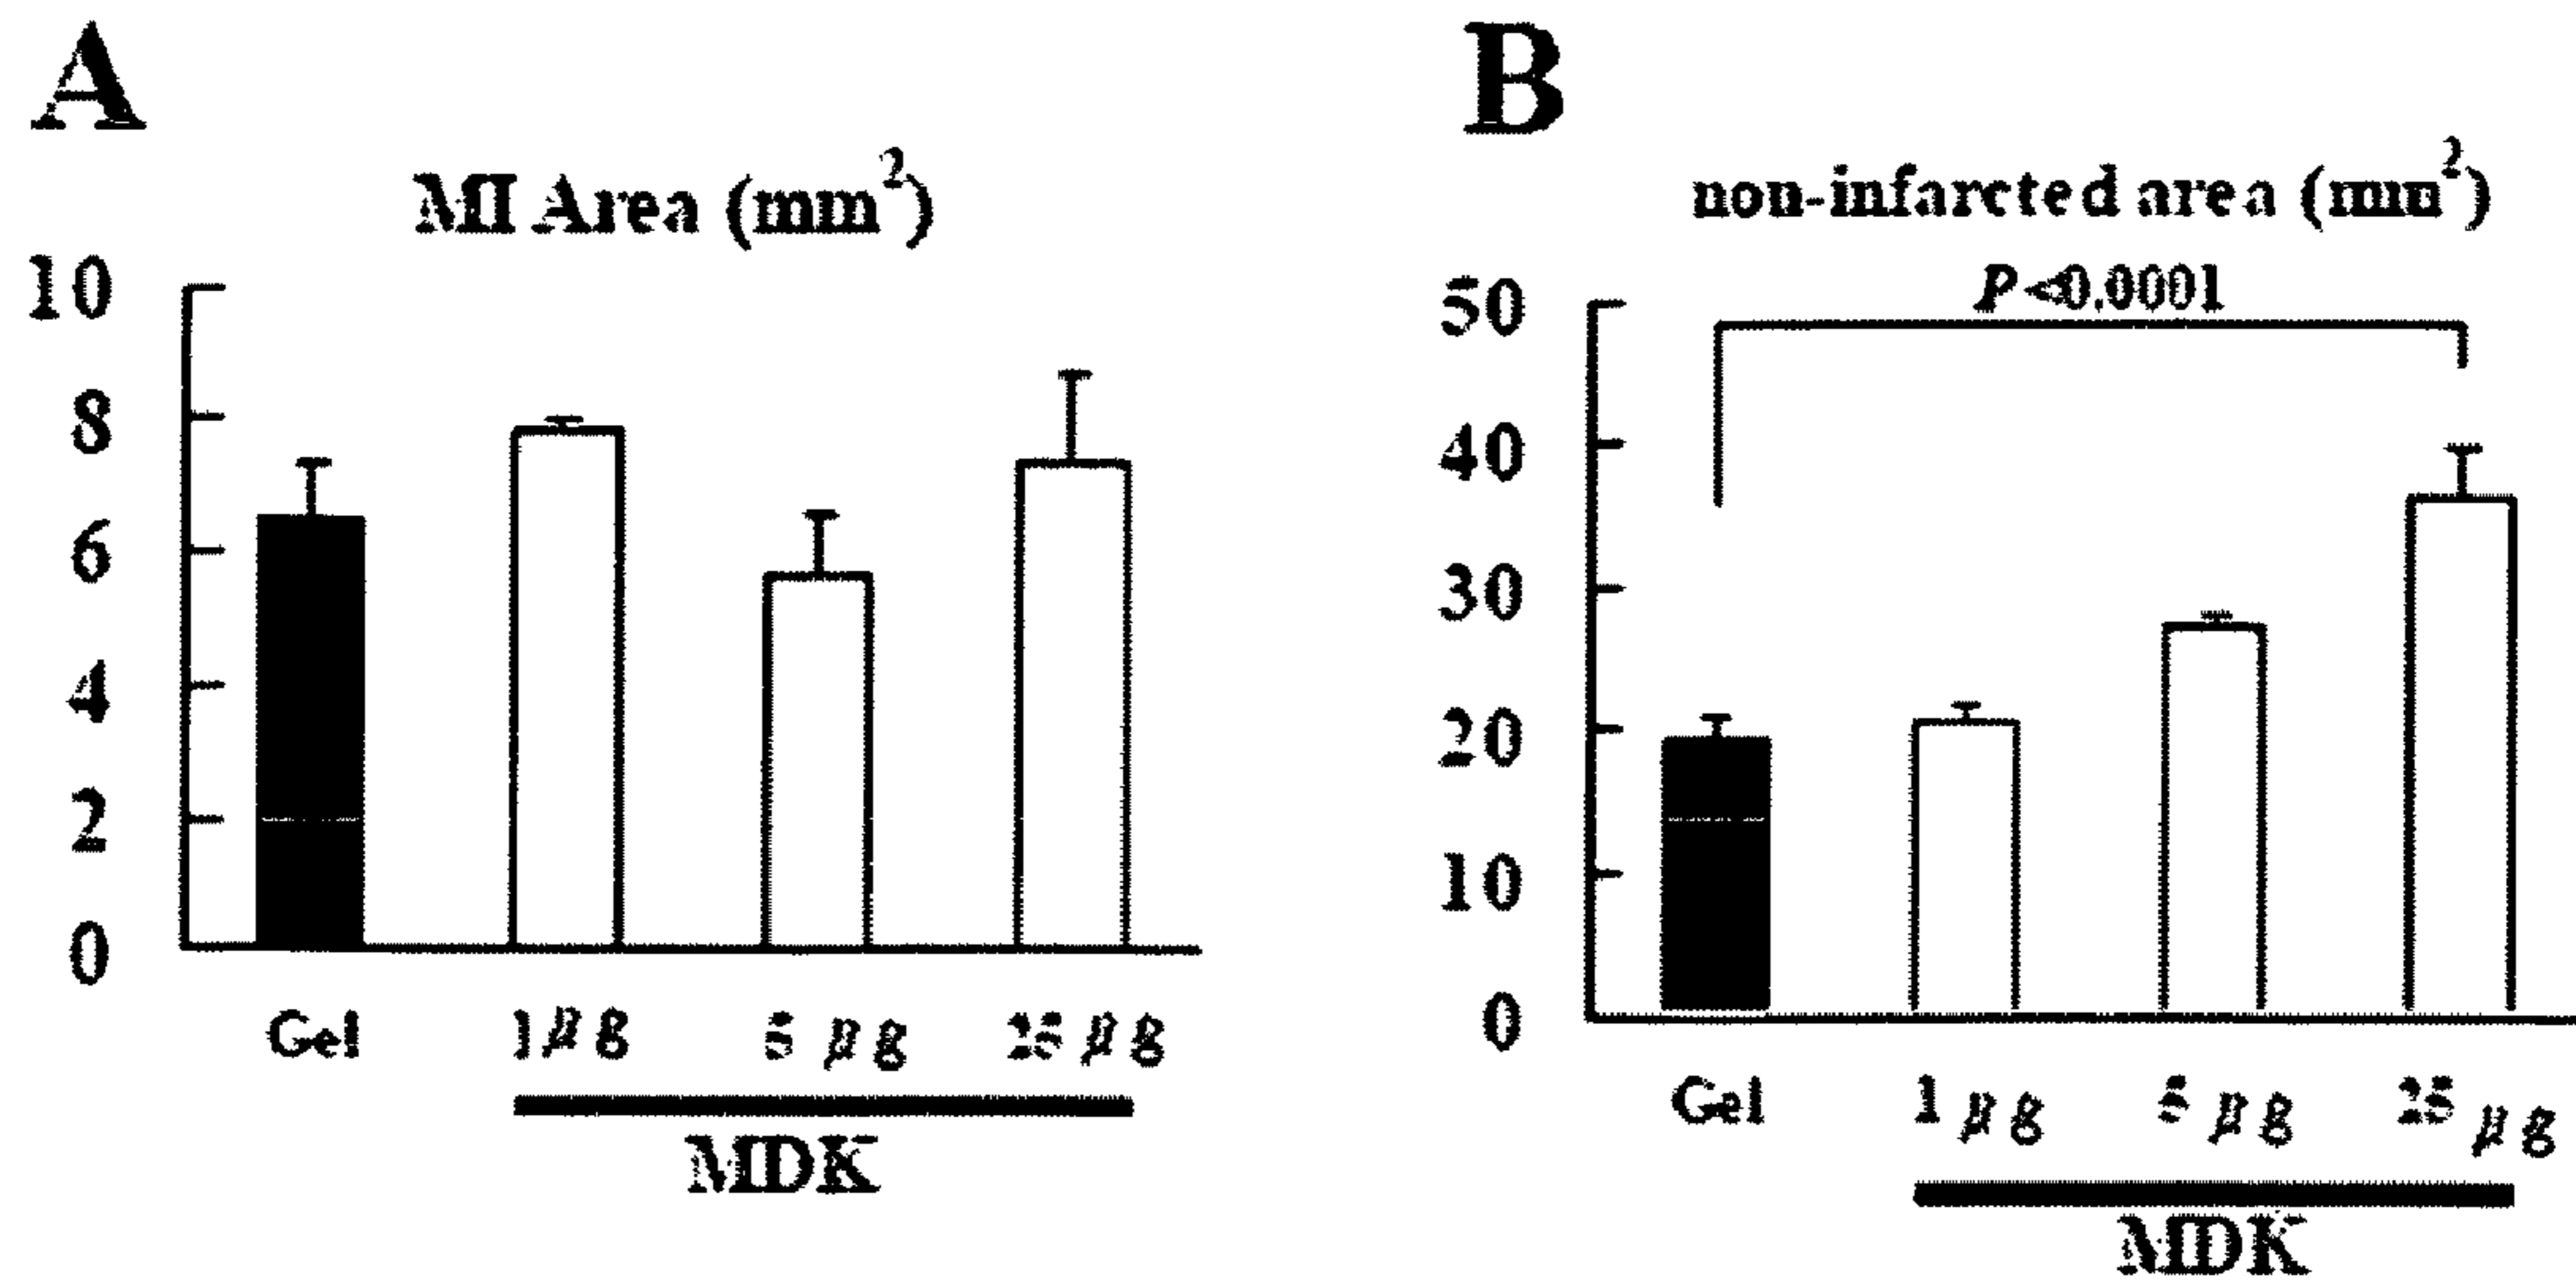 A
MI Area (mm²)
10
8
6
4
2
0
Gel 1 μg 5 μg 25 μg
MDK
B
non-infarcted area (mm²)
P<0.0001
50
40
30
20
10
0
Gel 1 μg 5 μg 25 μg
MDK